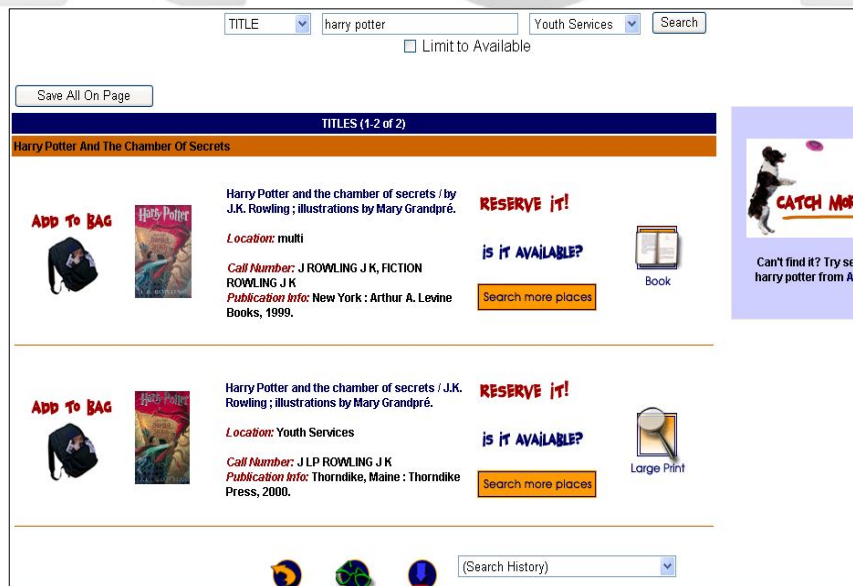 TITLE harry potter Youth Services Search
Limit to Available
Save All On Page
TITLES (1-2 of 2)
Harry Potter And The Chamber Of Secrets
ADD TO BAG
Harry Potter
Harry Potter and the chamber of secrets / by
J.K. Rowling ; illustrations by Mary Grandpré.
Location: multi
Call Number: J ROWLING J K, FICTION
ROWLING J K
Publication Info: New York : Arthur A. Levine
Books, 1999.
RESERVE iT!
iS iT AVAiLABLE?
Search more places
Book
ADD TO BAG
Harry Potter
Harry Potter and the chamber of secrets / J.K.
Rowling ; illustrations by Mary Grandpré.
Location: Youth Services
Call Number: J LP ROWLING J K
Publication Info: Thorndike, Maine : Thorndike
Press, 2000.
RESERVE iT!
iS iT AVAiLABLE?
Search more places
Large Print
(Search History)
CATCH
Can't find it? Try
harry potter from